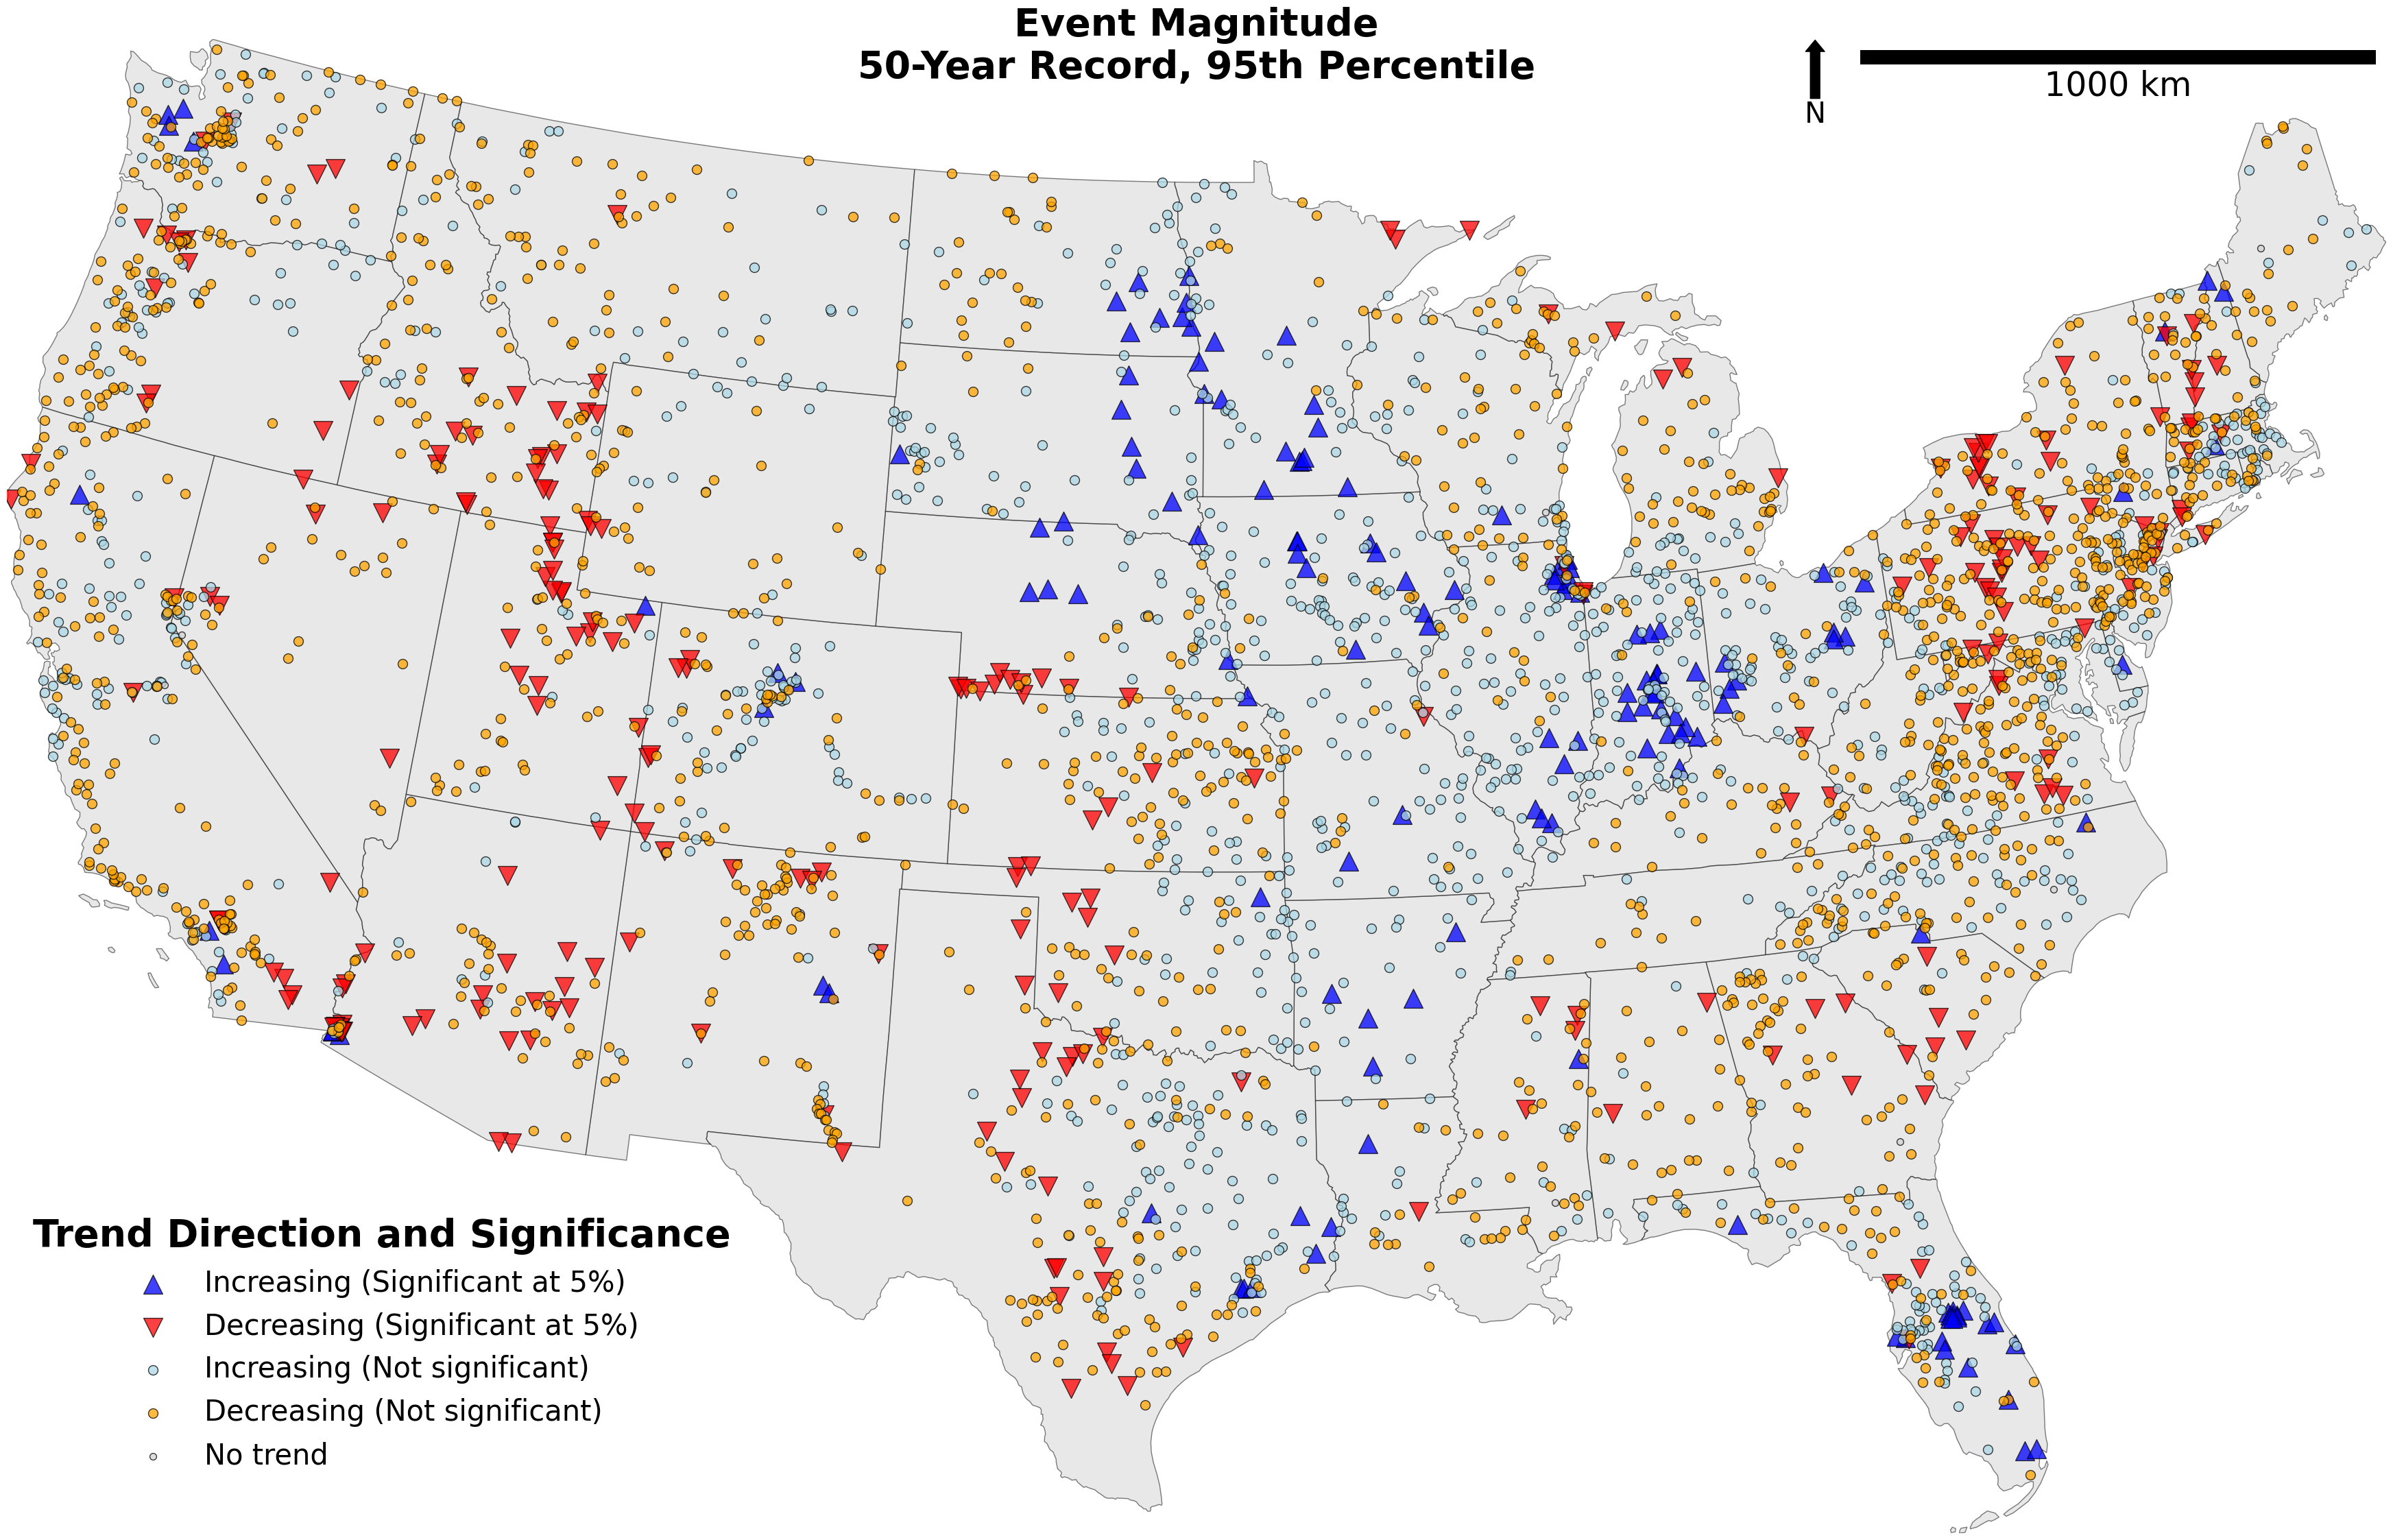 Event Magnitude
50-Year Record, 95th Percentile
1000 km
N
Trend Direction and Significance
Increasing (Significant at 5%)
Decreasing (Significant at 5%)
Increasing (Not significant)
Decreasing (Not significant)
No trend